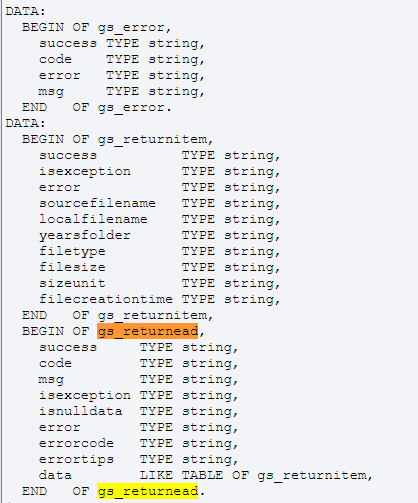 DATA:
  BEGIN OF gs_error,
    success TYPE string,
    code    TYPE string,
    error   TYPE string,
    msg     TYPE string,
  END   OF gs_error.
DATA:
  BEGIN OF gs_returnitem,
    success          TYPE string,
    isexception      TYPE string,
    error            TYPE string,
    sourcefilename   TYPE string,
    localfilename    TYPE string,
    yearsfolder      TYPE string,
    filetype         TYPE string,
    filesize         TYPE string,
    sizeunit         TYPE string,
    filecreationtime TYPE string,
  END   OF gs_returnitem,
  BEGIN OF gs_returnead,
    success     TYPE string,
    code        TYPE string,
    msg         TYPE string,
    isexception TYPE string,
    isnulldata  TYPE string,
    error       TYPE string,
    errorcode   TYPE string,
    errortips   TYPE string,
    data        LIKE TABLE OF gs_returnitem,
  END   OF gs_returnead.